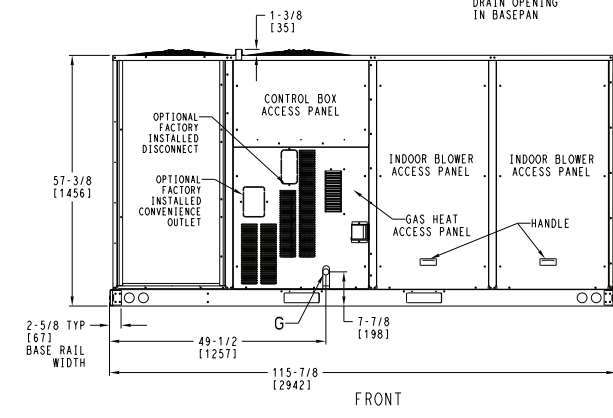 DRAIN OPENING
IN BASEPAN
1-3/8
[35]
CONTROL BOX
ACCESS PANEL
OPTIONAL
FACTORY
INSTALLED
DISCONNECT
OPTIONAL
FACTORY
INSTALLED
CONVENIENCE
OUTLET
INDOOR BLOWER
ACCESS PANEL
INDOOR BLOWER
ACCESS PANEL
57-3/8
[1456]
GAS HEAT
ACCESS PANEL
HANDLE
G
7-7/8
[198]
2-5/8 TYP
[67]
BASE RAIL
WIDTH
49-1/2
[1257]
115-7/8
[2942]
FRONT